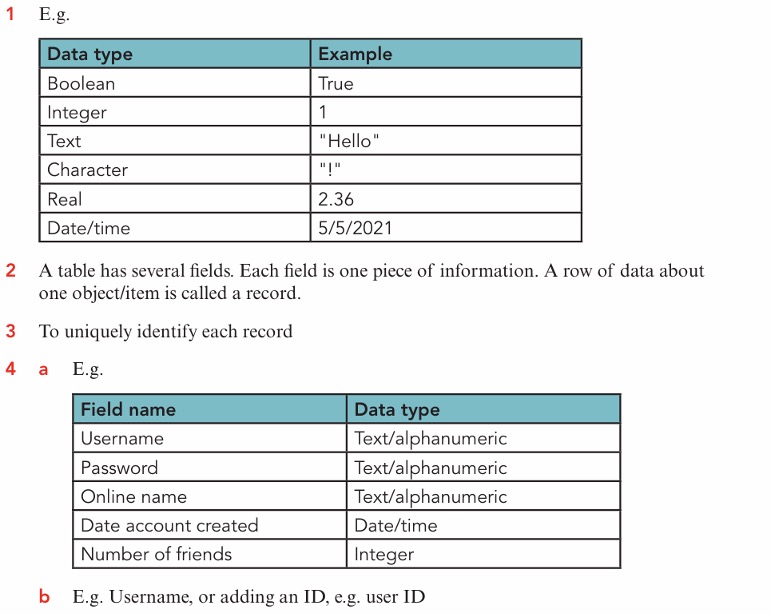 1 E.g.
Data type Example
Boolean True
Integer 1
Text "Hello"
Character "!"
Real 2.36
Date/time 5/5/2021
2 A table has several fields. Each field is one piece of information. A row of data about
one object/item is called a record.
3 To uniquely identify each record
4 a E.g.
Field name Data type
Username Text/alphanumeric
Password Text/alphanumeric
Online name Text/alphanumeric
Date account created Date/time
Number of friends Integer
b E.g. Username, or adding an ID, e.g. user ID